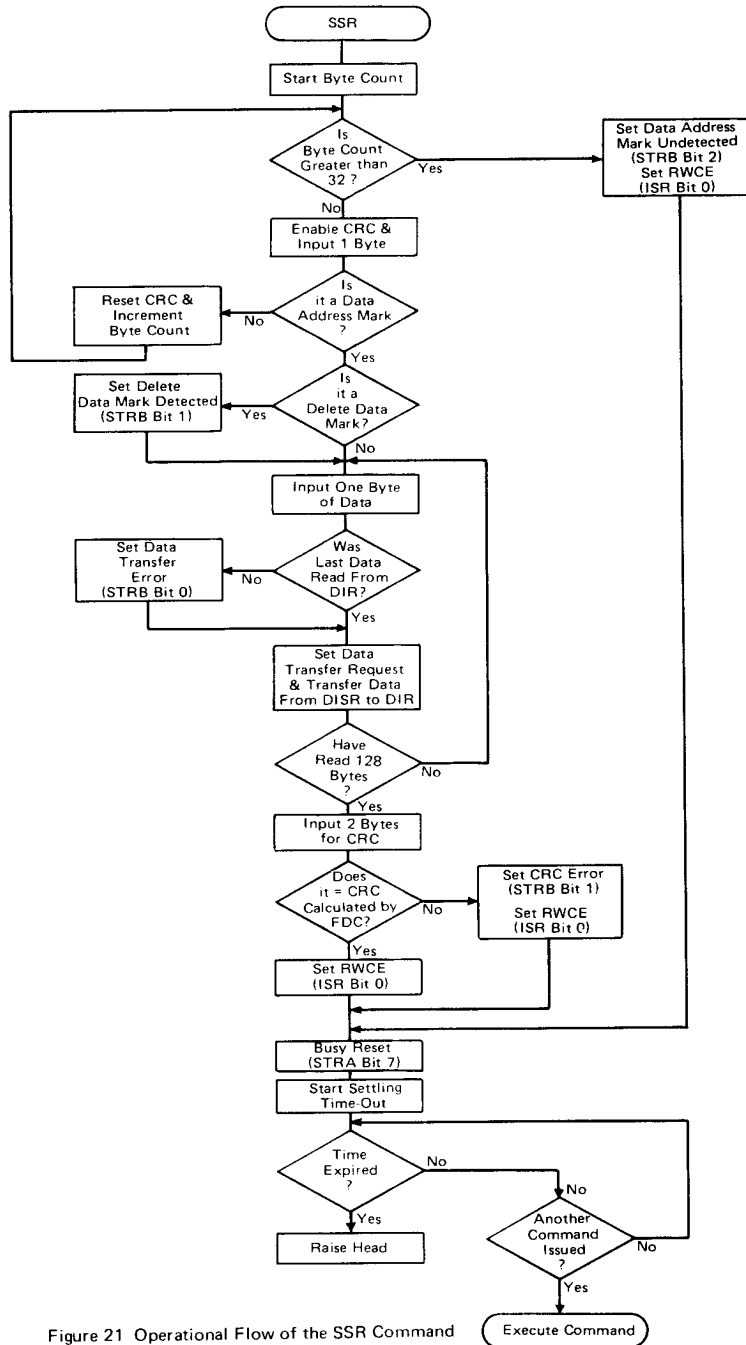 SSR
Start Byte Count
Is
Byte Count
Greater than
32 ?
Yes
No
Set Data Address
Mark Undetected
(STRB Bit 2)
Set RWCE
(ISR Bit 0)
Enable CRC &
Input 1 Byte
Is
it a Data
Address Mark
?
No
Yes
Reset CRC &
Increment
Byte Count
Is
it a
Delete Data
Mark?
Yes
No
Set Delete
Data Mark Detected
(STRB Bit 1)
Input One Byte
of Data
Was
Last Data
Read From
DIR?
No
Yes
Set Data
Transfer
Error
(STRB Bit 0)
Set Data
Transfer Request
& Transfer Data
From DISR to DIR
Have
Read 128
Bytes
?
No
Yes
Input 2 Bytes
for CRC
Does
it = CRC
Calculated by
FDC?
No
Yes
Set CRC Error
(STRB Bit 1)
Set RWCE
(ISR Bit 0)
Set RWCE
(ISR Bit 0)
Busy Reset
(STRA Bit 7)
Start Settling
Time-Out
Time
Expired
?
No
Yes
No
Another
Command
Issued
?
No
Yes
Raise Head
Execute Command
Figure 21 Operational Flow of the SSR Command